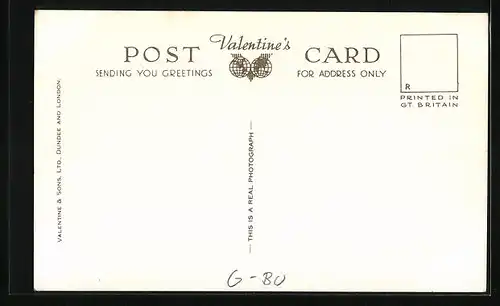 Valentine's
POST CARD
SENDING YOU GREETINGS FOR ADDRESS ONLY
R
PRINTED IN
GT. BRITAIN
VALENTINE & SONS, LTD., DUNDEE AND LONDON.
THIS IS A REAL PHOTOGRAPH
G-BU